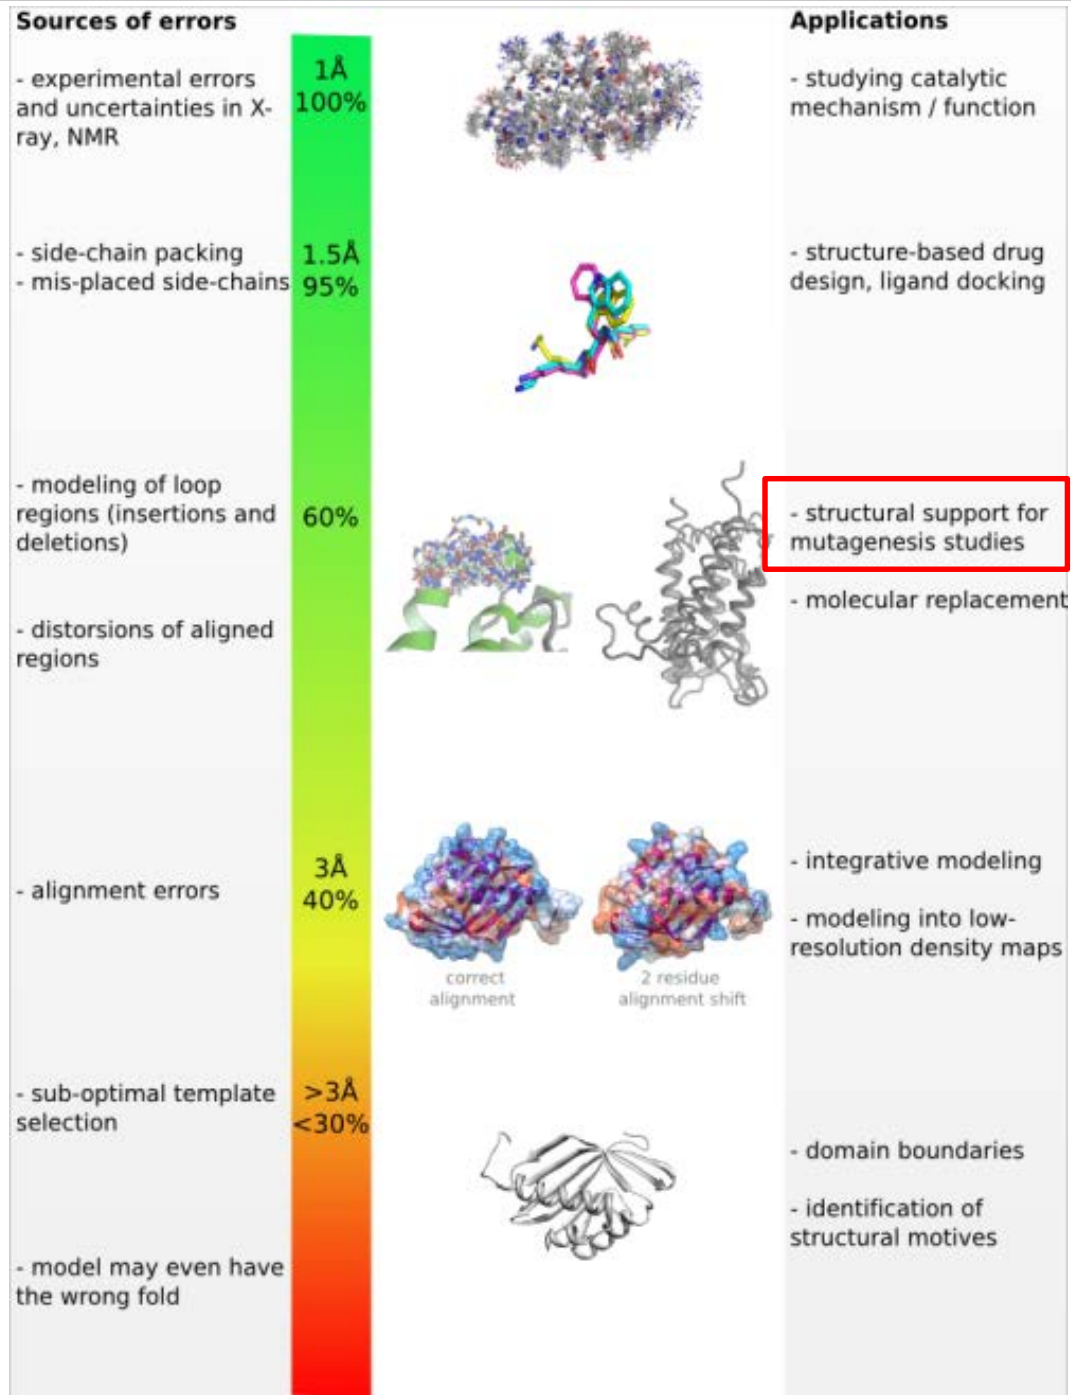 Sources of errors
- experimental errors
and uncertainties in X-
ray, NMR
- side-chain packing
- mis-placed side-chains
- modeling of loop
regions (insertions and
deletions)
- distorsions of aligned
regions
- alignment errors
- sub-optimal template
selection
- model may even have
the wrong fold
1Å
100%
1.5Å
95%
60%
3Å
40%
>3Å
<30%
correct
alignment
2 residue
alignment shift
Applications
- studying catalytic
mechanism / function
- structure-based drug
design, ligand docking
- structural support for
mutagenesis studies
- molecular replacement
- integrative modeling
- modeling into low-
resolution density maps
- domain boundaries
- identification of
structural motives